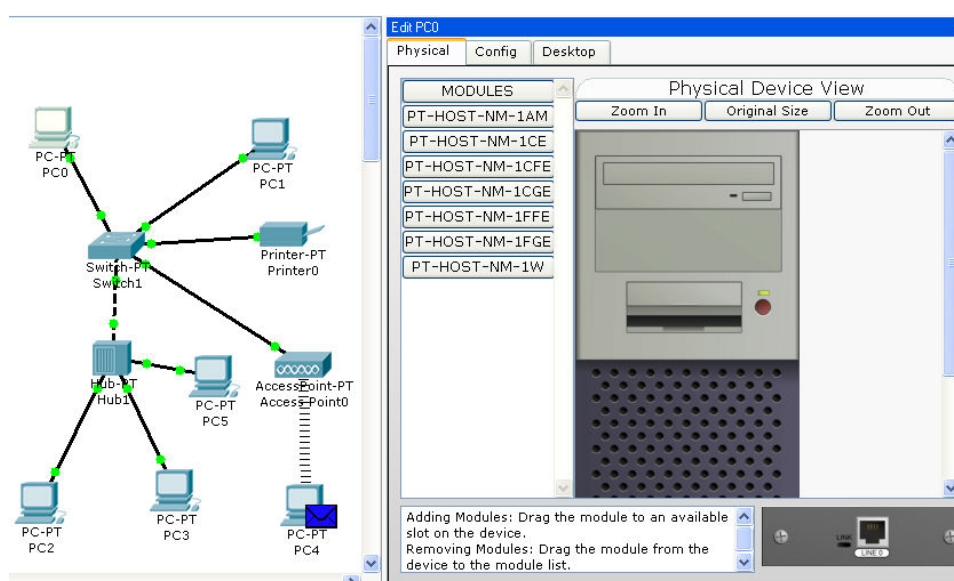 PC-PT
PC0
PC-PT
PC1
Printer-PT
Printer0
Switch-PT
Switch1
Hub-PT
Hub1
PC-PT
PC5
AccessPoint-PT
Access Point0
PC-PT
PC2
PC-PT
PC3
PC-PT
PC4
Edit PC0
Physical Config Desktop
MODULES
PT-HOST-NM-1AM
PT-HOST-NM-1CE
PT-HOST-NM-1CFE
PT-HOST-NM-1CGE
PT-HOST-NM-1FFE
PT-HOST-NM-1FGE
PT-HOST-NM-1W
Physical Device View
Zoom In Original Size Zoom Out
Adding Modules: Drag the module to an available
slot on the device.
Removing Modules: Drag the module from the
device to the module list.
LINK
LINE 0